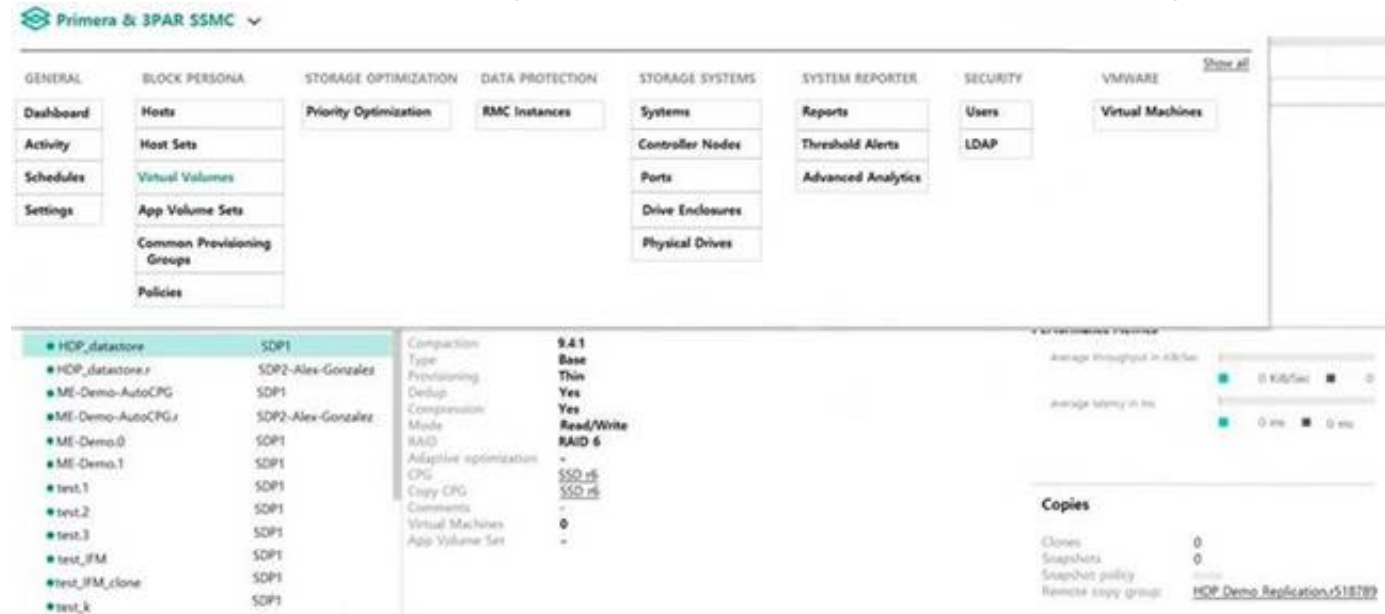 Primera & 3PAR SSMC
Show all
GENERAL BLOCK PERSONA STORAGE OPTIMIZATION DATA PROTECTION STORAGE SYSTEMS SYSTEM REPORTER SECURITY VMWARE
Dashboard Hosts Priority Optimization RMC Instances Systems Reports Users Virtual Machines
Activity Host Sets Controller Nodes Threshold Alerts LDAP
Schedules Virtual Volumes Ports Advanced Analytics
Settings App Volume Sets Drive Enclosures
Common Provisioning Physical Drives
Groups
Policies
HDP_datastore SDP1
HDP_datastore.r SDP2-Alex-Gonzalez
ME-Demo-AutoCPG SDP1
ME-Demo-AutoCPG.r SDP2-Alex-Gonzalez
ME-Demo.0 SDP1
ME-Demo.1 SDP1
test.1 SDP1
test.2 SDP1
test.3 SDP1
test_IFM SDP1
test_IFM_clone SDP1
test_k SDP1
Compaction 9.4:1
Type Base
Provisioning Thin
Dedup Yes
Compression Yes
Mode Read/Write
RAID RAID 6
Adaptive optimization -
CPG SSD_r6
Copy CPG SSD_r6
Comments -
Virtual Machines 0
App Volume Set -
Performance Metrics
Average throughput in KiB/Sec
0 KiB/Sec 0
Average latency in ms
0 ms 0 ms
Copies
Clones 0
Snapshots 0
Snapshot policy
Remote copy group HDP_Demo_Replication.r518789